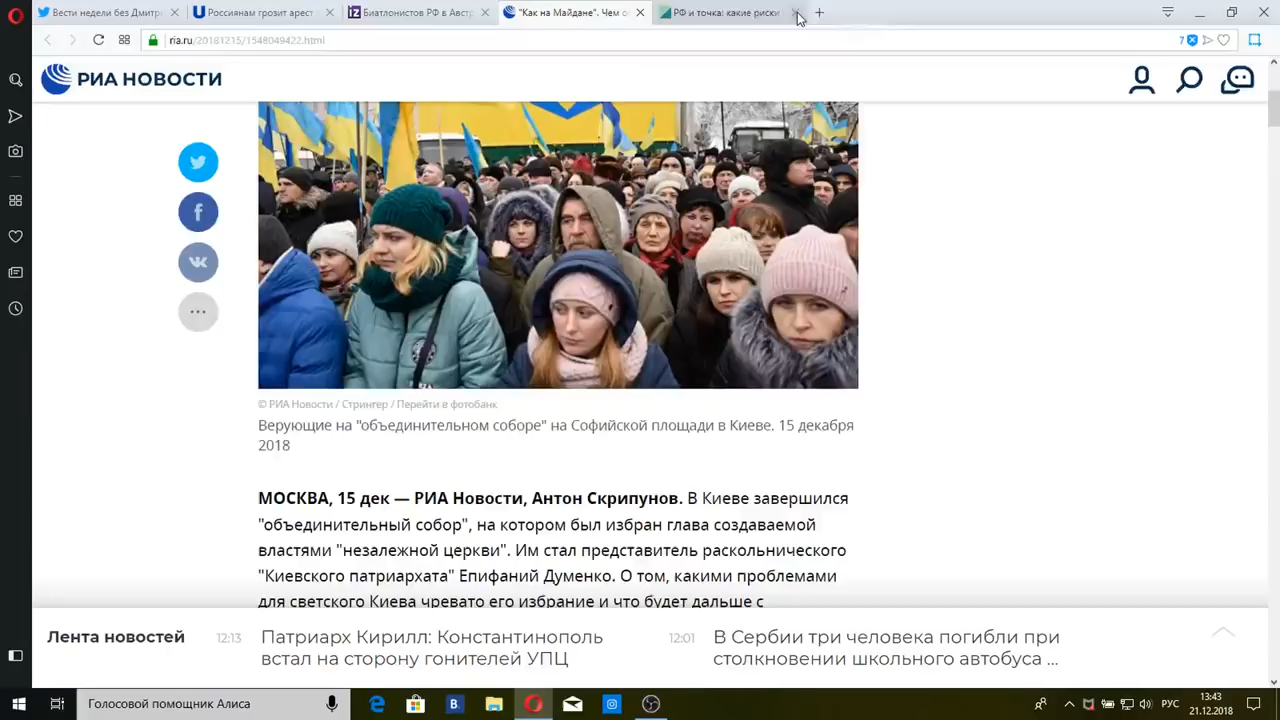 Вести недели без Дмитр
Россиянам грозит арест
Биатлонистов РФ в Австр
"Как на Майдане". Чем о
РФ и точка: какие риски
ria.ru/20181215/1548049422.html
7
РИА НОВОСТИ
© РИА Новости / Стрингер / Перейти в фотобанк
Верующие на "объединительном соборе" на Софийской площади в Киеве. 15 декабря
2018
МОСКВА, 15 дек — РИА Новости, Антон Скрипунов. В Киеве завершился
"объединительный собор", на котором был избран глава создаваемой
властями "незалежной церкви". Им стал представитель раскольнического
"Киевского патриархата" Епифаний Думенко. О том, какими проблемами
для светского Киева чревато его избрание и что будет дальше с
Лента новостей
12:13
Патриарх Кирилл: Константинополь
встал на сторону гонителей УПЦ
12:01
В Сербии три человека погибли при
столкновении школьного автобуса ...
Голосовой помощник Алиса
РУС
13:43
21.12.2018